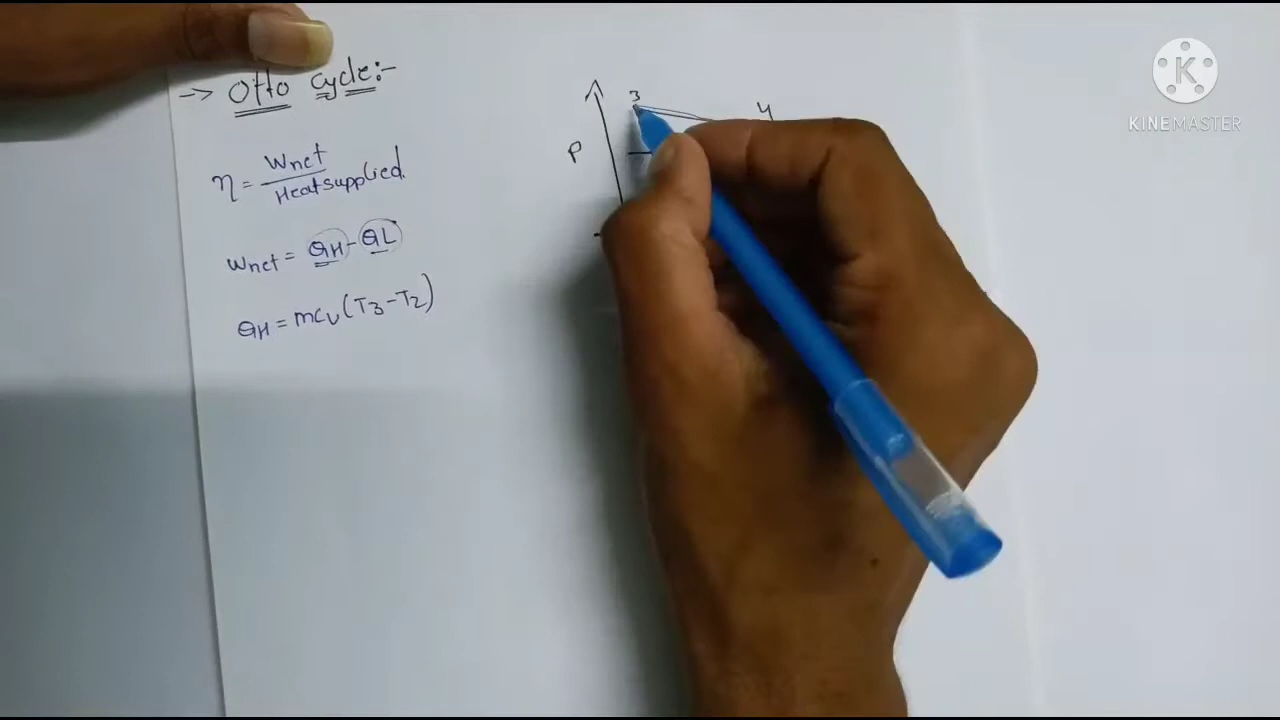 → Otto cycle:-
η = Wnet / Heat supplied.
Wnet = QH - QL
QH = mcv(T3 - T2)
3
4
P
K
KINEMASTER